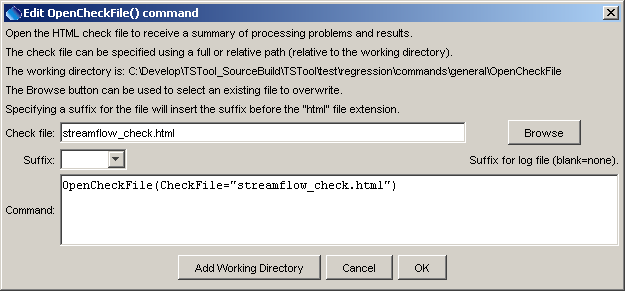 Edit OpenCheckFile() command
Open the HTML check file to receive a summary of processing problems and results.
The check file can be specified using a full or relative path (relative to the working directory).
The working directory is: C:\Develop\TSTool_SourceBuild\TSTool\test\regression\commands\general\OpenCheckFile
The Browse button can be used to select an existing file to overwrite.
Specifying a suffix for the file will insert the suffix before the "html" file extension.
Check file: streamflow_check.html Browse
Suffix: Suffix for log file (blank=none).
OpenCheckFile(CheckFile="streamflow_check.html")
Command:
Add Working Directory Cancel OK